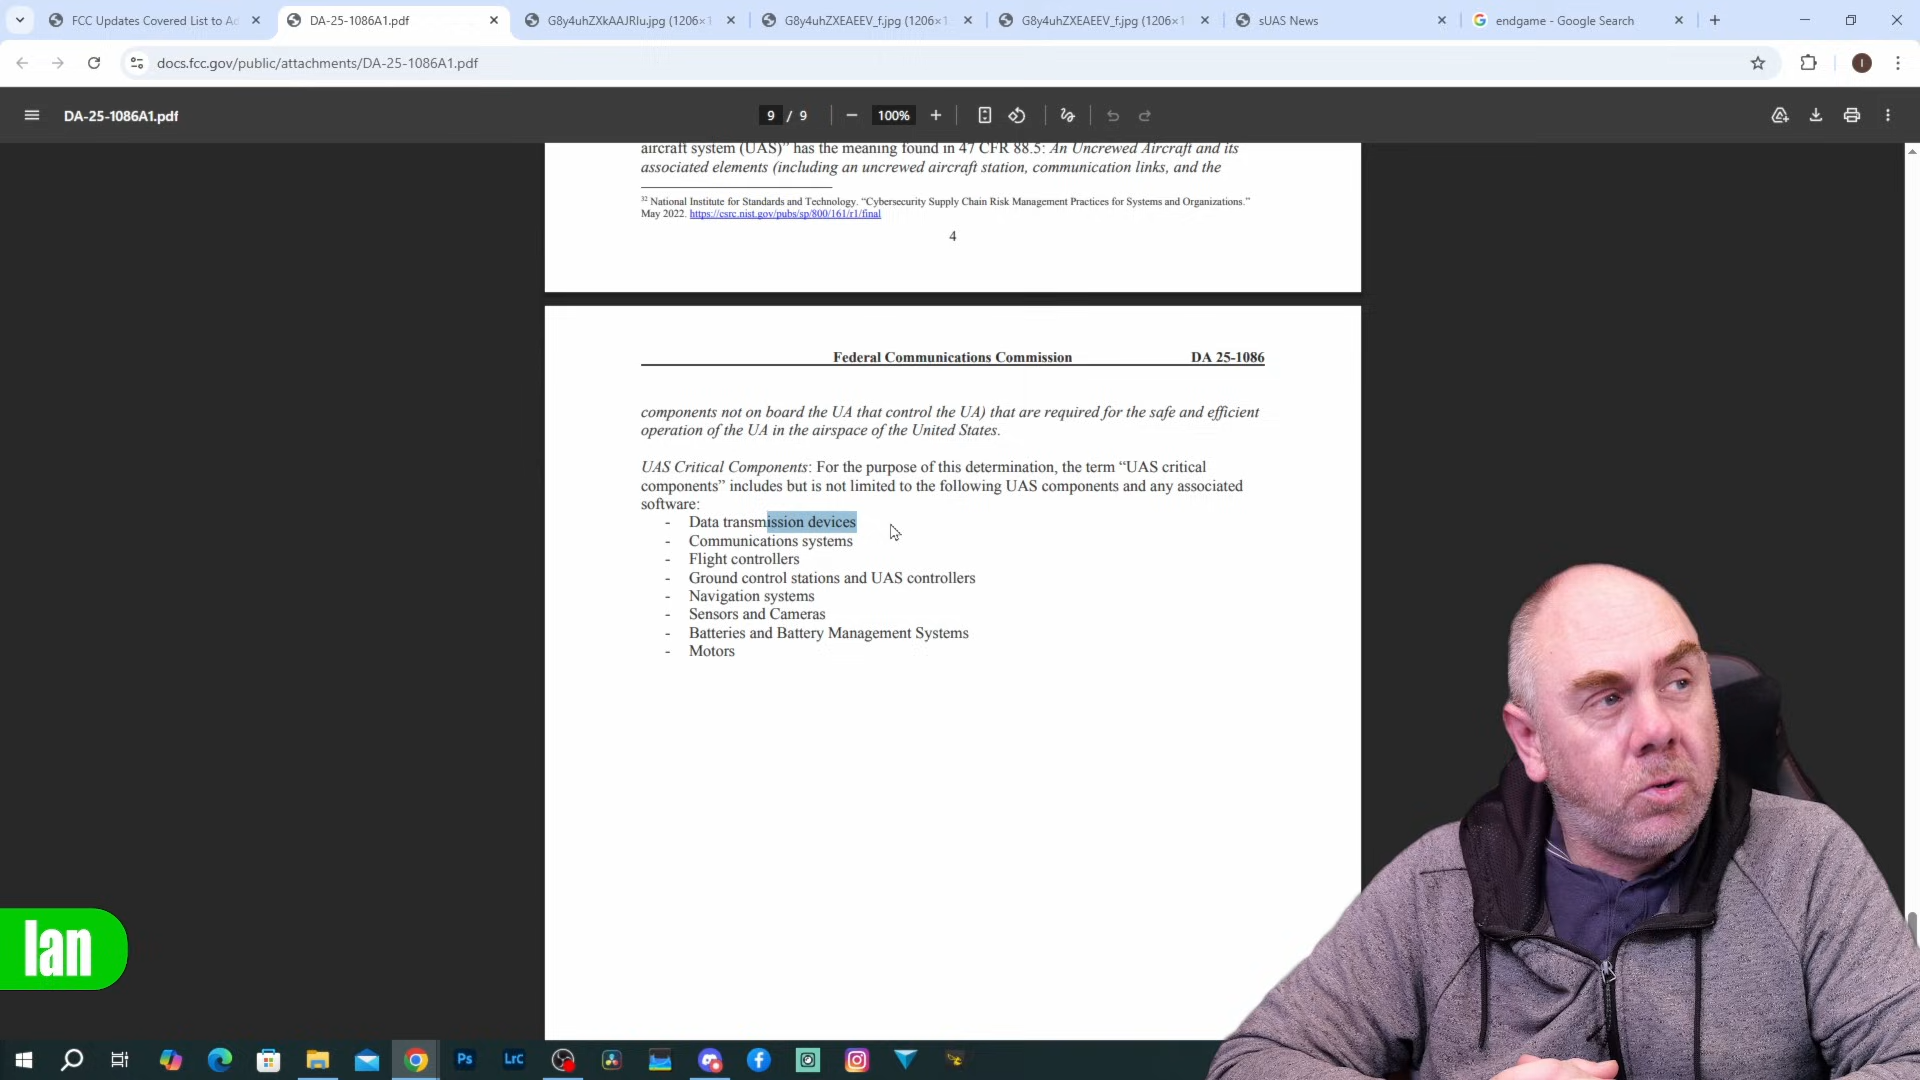 FCC Updates Covered List to Ad
DA-25-1086A1.pdf
G8y4uhZXkAAJRlu.jpg (1206×1
G8y4uhZXEAEEV_f.jpg (1206×1
G8y4uhZXEAEEV_f.jpg (1206×1
sUAS News
endgame - Google Search
docs.fcc.gov/public/attachments/DA-25-1086A1.pdf
I
DA-25-1086A1.pdf
9 / 9
100%
aircraft system (UAS)” has the meaning found in 47 CFR 88.5: An Uncrewed Aircraft and its
associated elements (including an uncrewed aircraft station, communication links, and the
32 National Institute for Standards and Technology. “Cybersecurity Supply Chain Risk Management Practices for Systems and Organizations.”
May 2022. https://csrc.nist.gov/pubs/sp/800/161/r1/final
4
Federal Communications Commission DA 25-1086
components not on board the UA that control the UA) that are required for the safe and efficient
operation of the UA in the airspace of the United States.
UAS Critical Components: For the purpose of this determination, the term “UAS critical
components” includes but is not limited to the following UAS components and any associated
software:
- Data transmission devices
- Communications systems
- Flight controllers
- Ground control stations and UAS controllers
- Navigation systems
- Sensors and Cameras
- Batteries and Battery Management Systems
- Motors
Ian
Ps
LrC